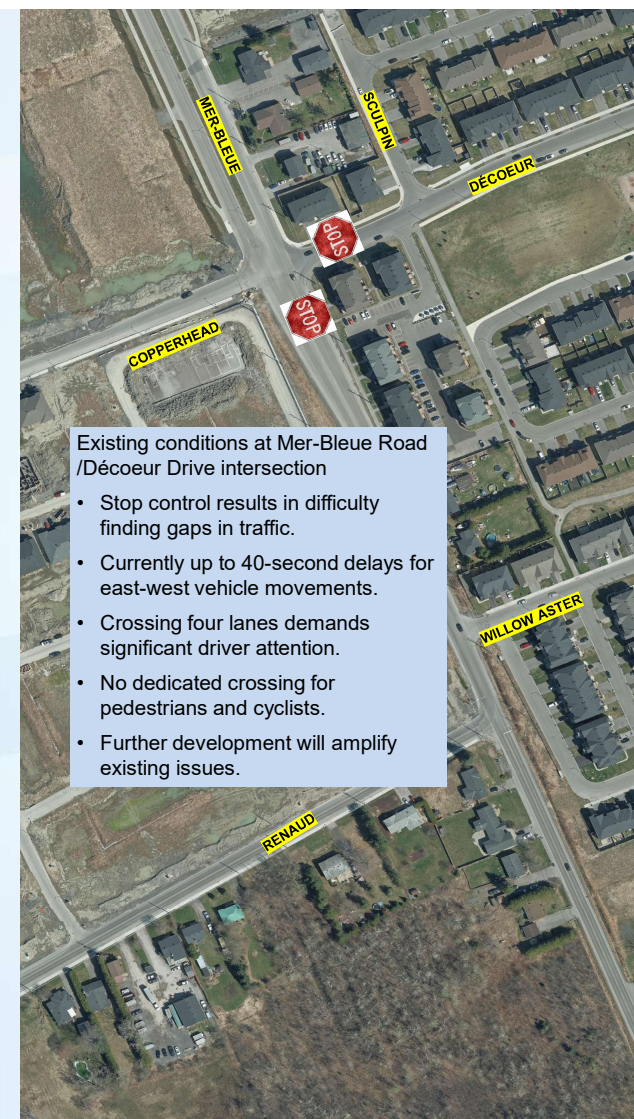 MER-BLEUE
SCULPIN
DÉCOEUR
STOP
STOP
COPPERHEAD
Existing conditions at Mer-Bleue Road
/Décoeur Drive intersection
• Stop control results in difficulty
finding gaps in traffic.
• Currently up to 40-second delays for
east-west vehicle movements.
• Crossing four lanes demands
significant driver attention.
• No dedicated crossing for
pedestrians and cyclists.
• Further development will amplify
existing issues.
WILLOW ASTER
RENAUD